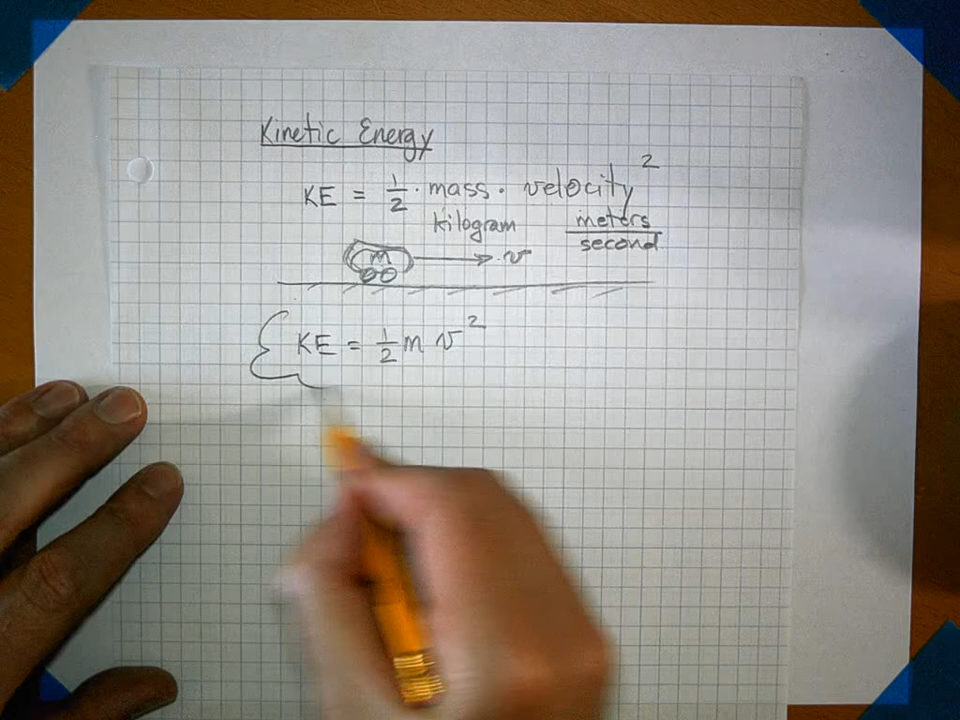 Kinetic Energy
KE = 1/2 · mass · velocity²
kilogram meters/second
m → v
KE = 1/2 m v²